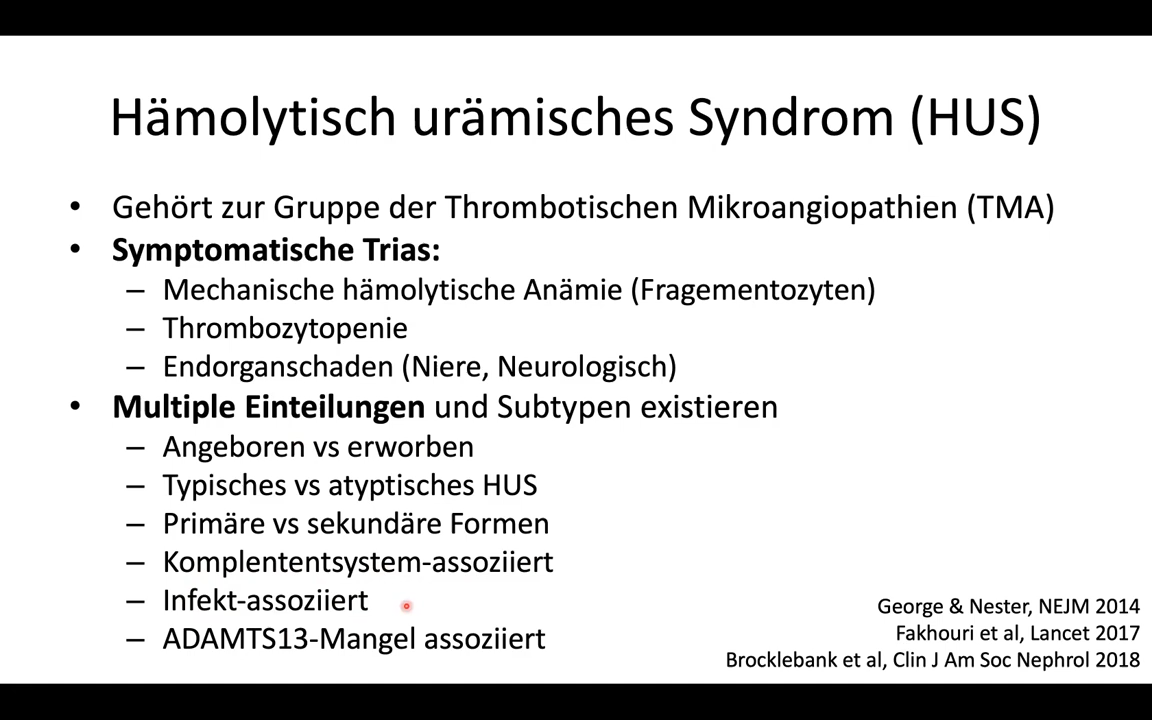 Hämolytisch urämisches Syndrom (HUS)
• Gehört zur Gruppe der Thrombotischen Mikroangiopathien (TMA)
• Symptomatische Trias:
– Mechanische hämolytische Anämie (Fragementozyten)
– Thrombozytopenie
– Endorganschaden (Niere, Neurologisch)
• Multiple Einteilungen und Subtypen existieren
– Angeboren vs erworben
– Typisches vs atyptisches HUS
– Primäre vs sekundäre Formen
– Komplententsystem-assoziiert
– Infekt-assoziiert
– ADAMTS13-Mangel assoziiert
George & Nester, NEJM 2014
Fakhouri et al, Lancet 2017
Brocklebank et al, Clin J Am Soc Nephrol 2018